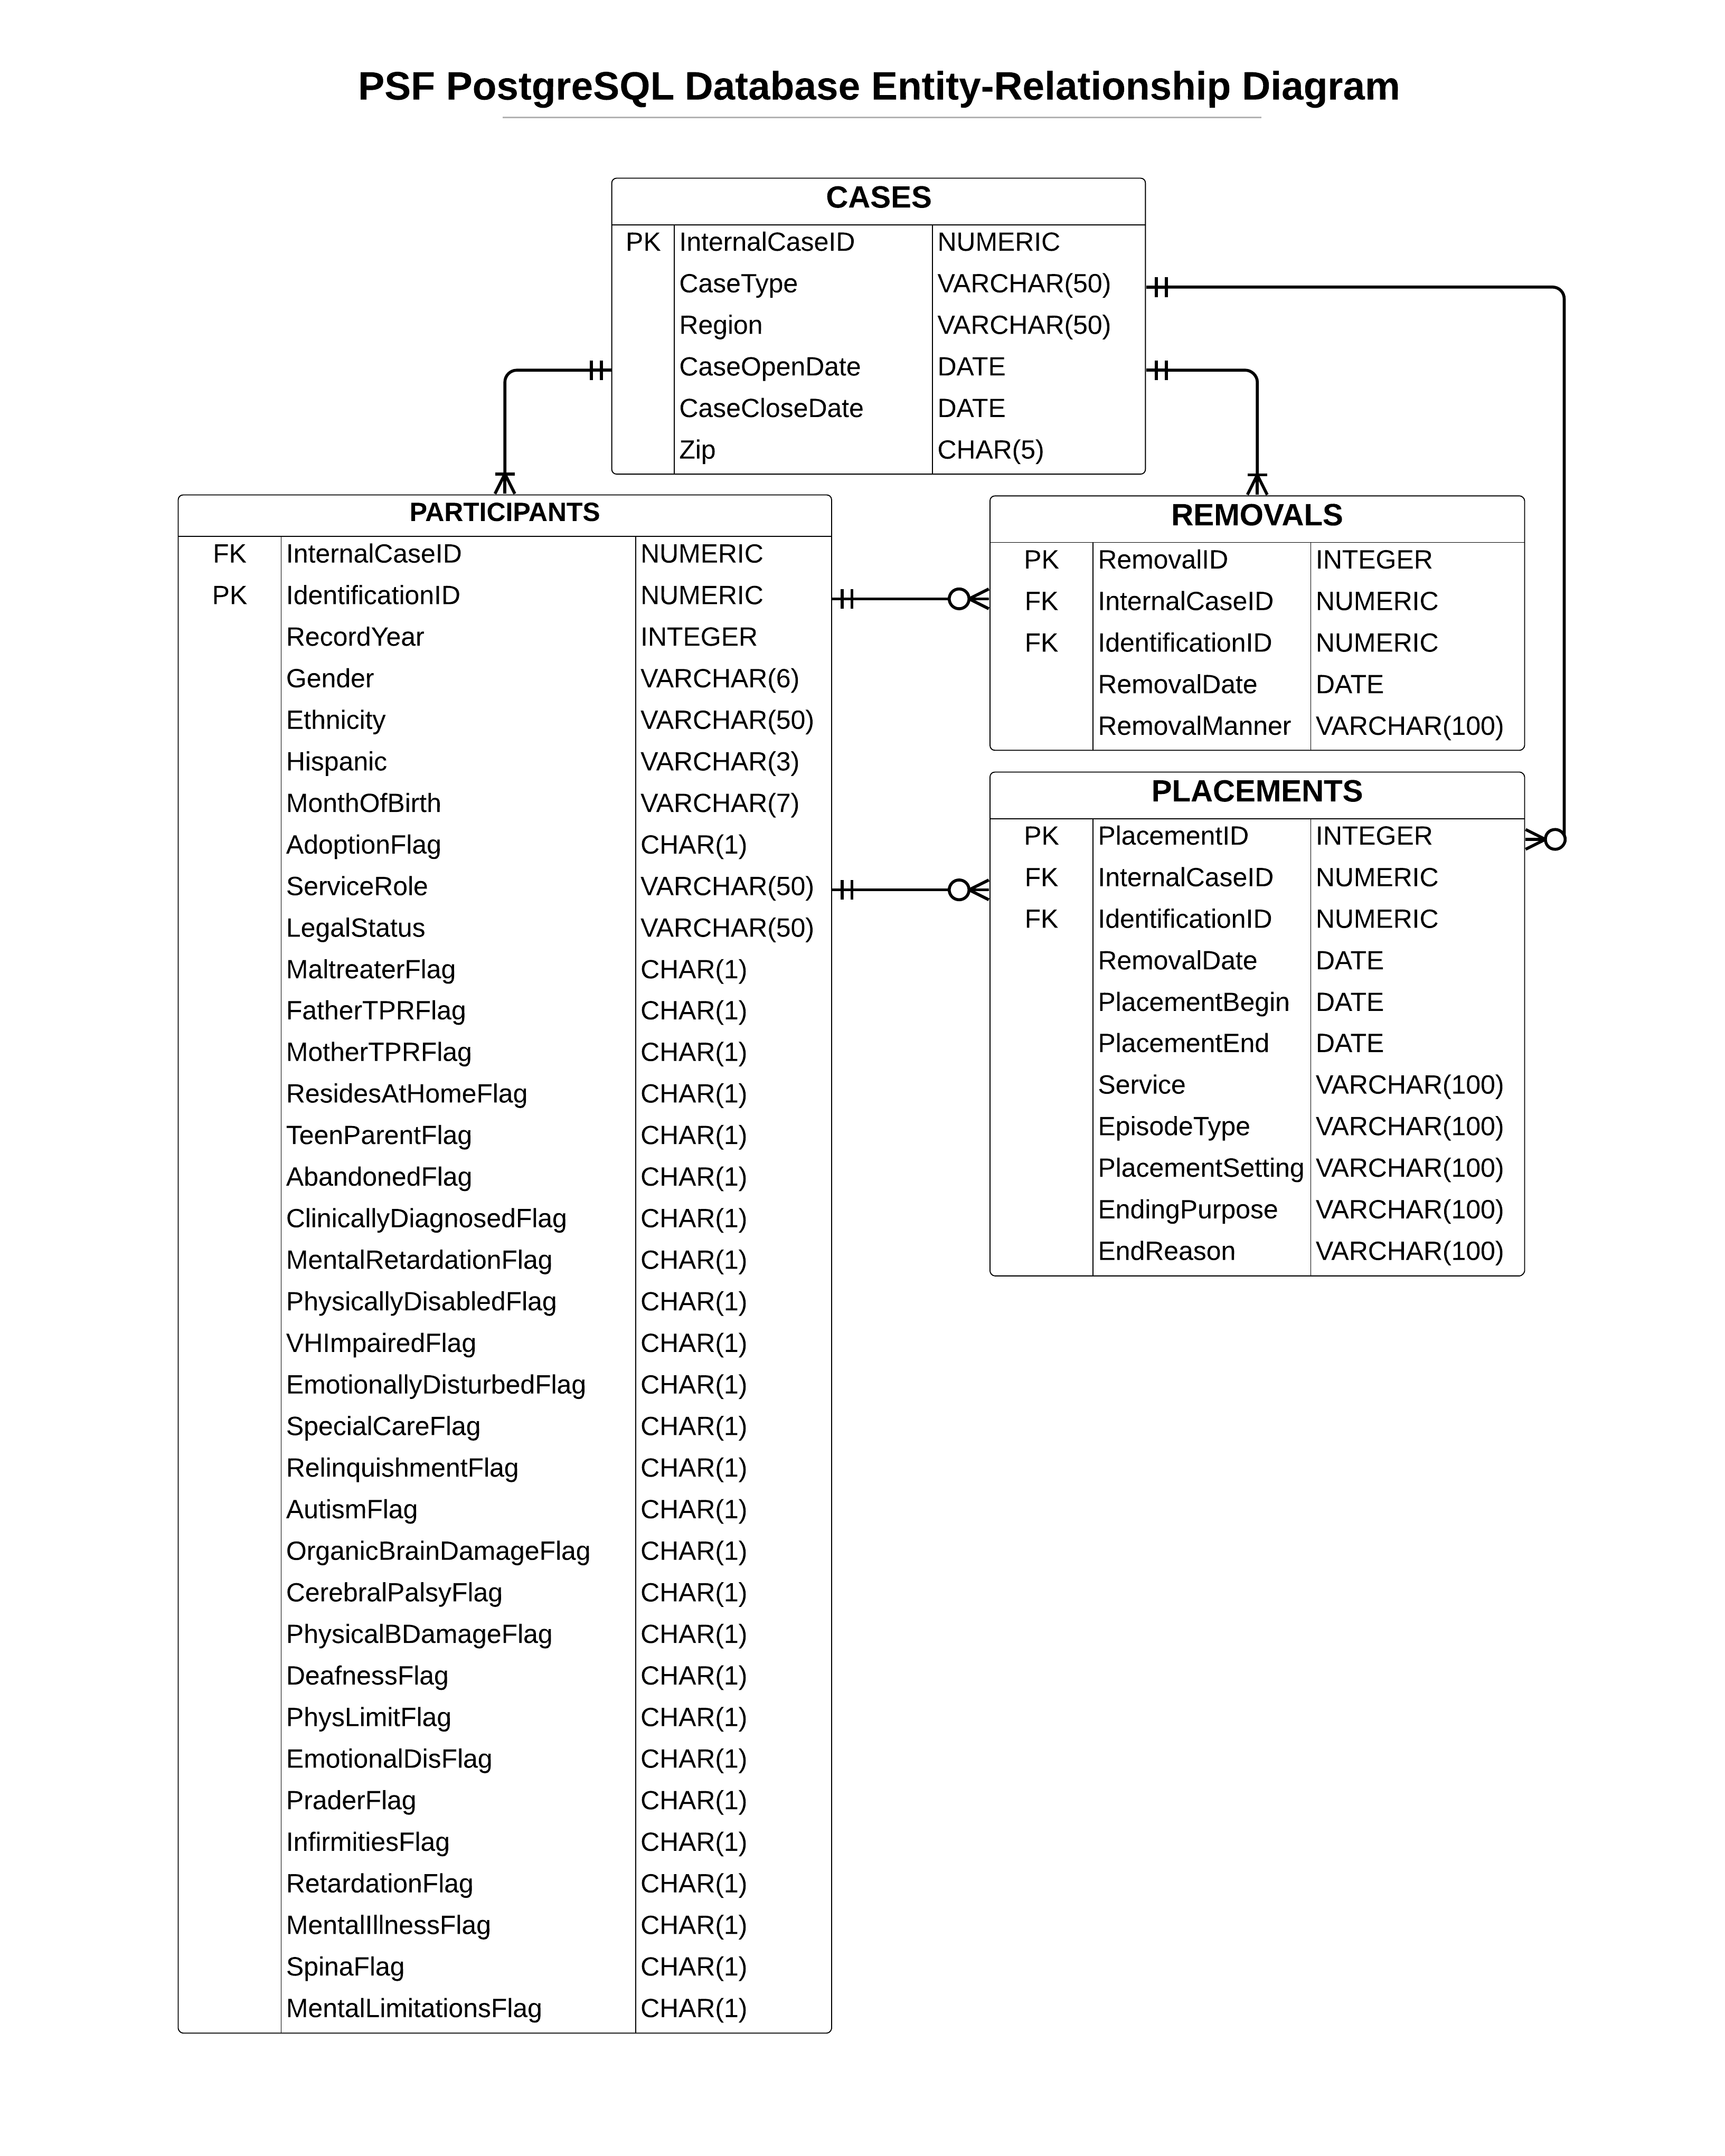 PSF PostgreSQL Database Entity-Relationship Diagram
CASES
PK InternalCaseID NUMERIC
CaseType VARCHAR(50)
Region VARCHAR(50)
CaseOpenDate DATE
CaseCloseDate DATE
Zip CHAR(5)
PARTICIPANTS
FK InternalCaseID NUMERIC
PK IdentificationID NUMERIC
RecordYear INTEGER
Gender VARCHAR(6)
Ethnicity VARCHAR(50)
Hispanic VARCHAR(3)
MonthOfBirth VARCHAR(7)
AdoptionFlag CHAR(1)
ServiceRole VARCHAR(50)
LegalStatus VARCHAR(50)
MaltreaterFlag CHAR(1)
FatherTPRFlag CHAR(1)
MotherTPRFlag CHAR(1)
ResidesAtHomeFlag CHAR(1)
TeenParentFlag CHAR(1)
AbandonedFlag CHAR(1)
ClinicallyDiagnosedFlag CHAR(1)
MentalRetardationFlag CHAR(1)
PhysicallyDisabledFlag CHAR(1)
VHImpairedFlag CHAR(1)
EmotionallyDisturbedFlag CHAR(1)
SpecialCareFlag CHAR(1)
RelinquishmentFlag CHAR(1)
AutismFlag CHAR(1)
OrganicBrainDamageFlag CHAR(1)
CerebralPalsyFlag CHAR(1)
PhysicalBDamageFlag CHAR(1)
DeafnessFlag CHAR(1)
PhysLimitFlag CHAR(1)
EmotionalDisFlag CHAR(1)
PraderFlag CHAR(1)
InfirmitiesFlag CHAR(1)
RetardationFlag CHAR(1)
MentalIllnessFlag CHAR(1)
SpinaFlag CHAR(1)
MentalLimitationsFlag CHAR(1)
REMOVALS
PK RemovalID INTEGER
FK InternalCaseID NUMERIC
FK IdentificationID NUMERIC
RemovalDate DATE
RemovalManner VARCHAR(100)
PLACEMENTS
PK PlacementID INTEGER
FK InternalCaseID NUMERIC
FK IdentificationID NUMERIC
RemovalDate DATE
PlacementBegin DATE
PlacementEnd DATE
Service VARCHAR(100)
EpisodeType VARCHAR(100)
PlacementSetting VARCHAR(100)
EndingPurpose VARCHAR(100)
EndReason VARCHAR(100)